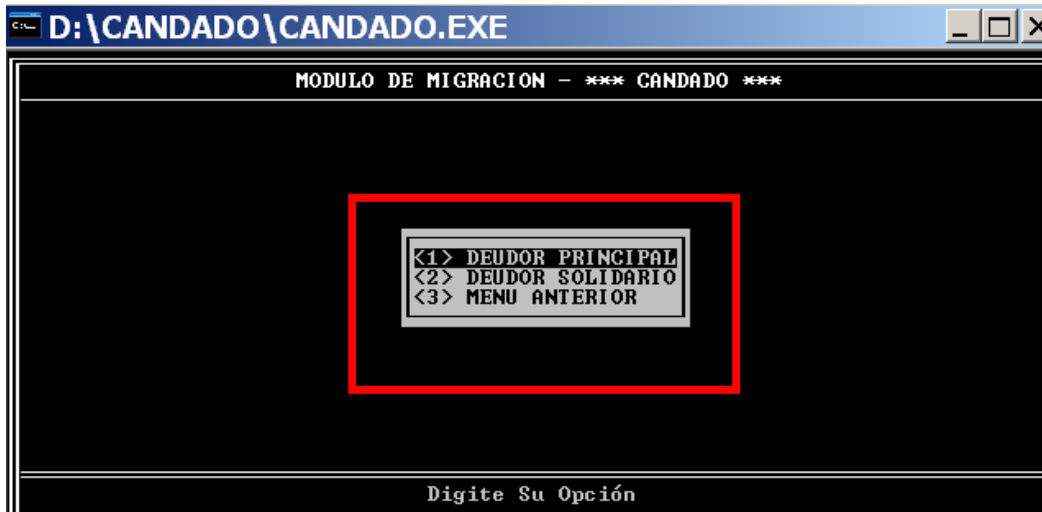 D:\CANDADO\CANDADO.EXE
MODULO DE MIGRACION - *** CANDADO ***
<1> DEUDOR PRINCIPAL
<2> DEUDOR SOLIDARIO
<3> MENU ANTERIOR
Digite Su Opción